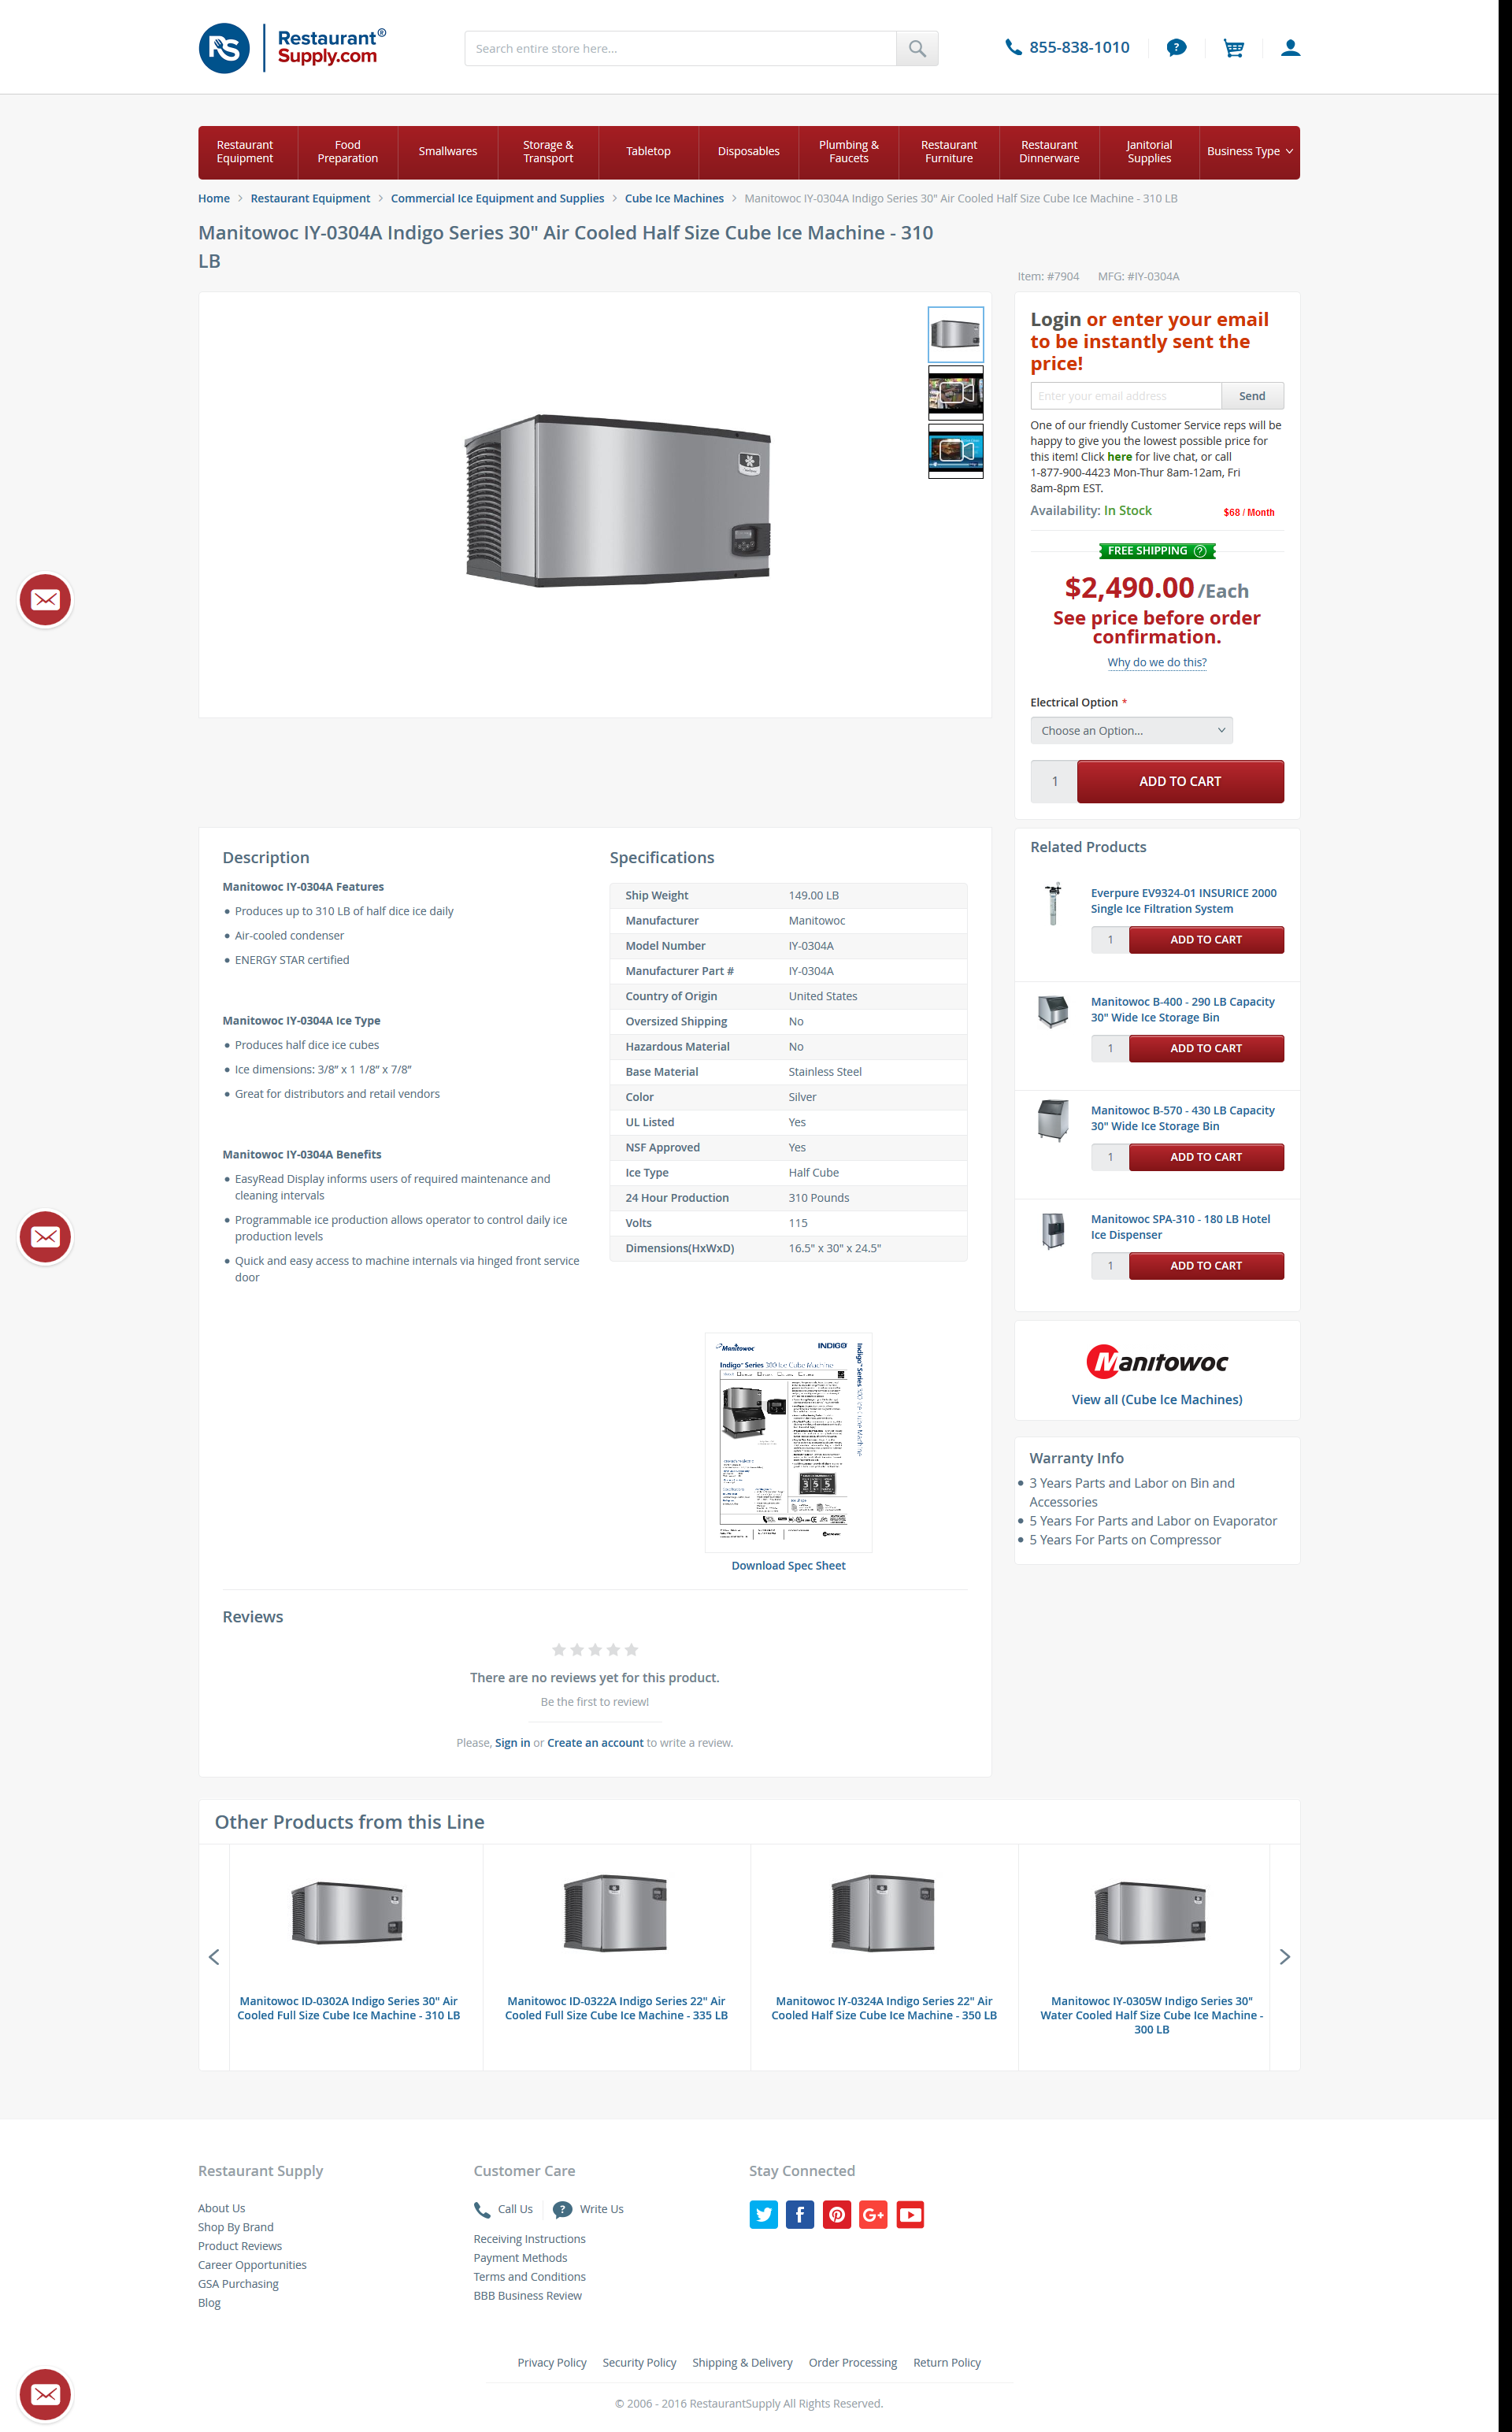 RS Restaurant®
Supply.com
Search entire store here...
855-838-1010
Restaurant
Equipment
Food
Preparation
Smallwares
Storage &
Transport
Tabletop
Disposables
Plumbing &
Faucets
Restaurant
Furniture
Restaurant
Dinnerware
Janitorial
Supplies
Business Type
Home > Restaurant Equipment > Commercial Ice Equipment and Supplies > Cube Ice Machines > Manitowoc IY-0304A Indigo Series 30" Air Cooled Half Size Cube Ice Machine - 310 LB
Manitowoc IY-0304A Indigo Series 30" Air Cooled Half Size Cube Ice Machine - 310
LB
Item: #7904 MFG: #IY-0304A
Login or enter your email
to be instantly sent the
price!
Enter your email address
Send
One of our friendly Customer Service reps will be
happy to give you the lowest possible price for
this item! Click here for live chat, or call
1-877-900-4423 Mon-Thur 8am-12am, Fri
8am-8pm EST.
Availability: In Stock
$68 / Month
FREE SHIPPING ?
$2,490.00 /Each
See price before order
confirmation.
Why do we do this?
Electrical Option *
Choose an Option...
1
ADD TO CART
Description
Manitowoc IY-0304A Features
• Produces up to 310 LB of half dice ice daily
• Air-cooled condenser
• ENERGY STAR certified
Manitowoc IY-0304A Ice Type
• Produces half dice ice cubes
• Ice dimensions: 3/8" x 1 1/8" x 7/8"
• Great for distributors and retail vendors
Manitowoc IY-0304A Benefits
• EasyRead Display informs users of required maintenance and
cleaning intervals
• Programmable ice production allows operator to control daily ice
production levels
• Quick and easy access to machine internals via hinged front service
door
Specifications
Ship Weight 149.00 LB
Manufacturer Manitowoc
Model Number IY-0304A
Manufacturer Part # IY-0304A
Country of Origin United States
Oversized Shipping No
Hazardous Material No
Base Material Stainless Steel
Color Silver
UL Listed Yes
NSF Approved Yes
Ice Type Half Cube
24 Hour Production 310 Pounds
Volts 115
Dimensions(HxWxD) 16.5" x 30" x 24.5"
Manitowoc INDIGO
Indigo™ Series 300 Ice Cube Machine
Indigo™ Series 300 Ice Cube Machine
3 5 5
Download Spec Sheet
Related Products
Everpure EV9324-01 INSURICE 2000
Single Ice Filtration System
1 ADD TO CART
Manitowoc B-400 - 290 LB Capacity
30" Wide Ice Storage Bin
1 ADD TO CART
Manitowoc B-570 - 430 LB Capacity
30" Wide Ice Storage Bin
1 ADD TO CART
Manitowoc SPA-310 - 180 LB Hotel
Ice Dispenser
1 ADD TO CART
Manitowoc
View all (Cube Ice Machines)
Warranty Info
• 3 Years Parts and Labor on Bin and
Accessories
• 5 Years For Parts and Labor on Evaporator
• 5 Years For Parts on Compressor
Reviews
There are no reviews yet for this product.
Be the first to review!
Please, Sign in or Create an account to write a review.
Other Products from this Line
Manitowoc ID-0302A Indigo Series 30" Air
Cooled Full Size Cube Ice Machine - 310 LB
Manitowoc ID-0322A Indigo Series 22" Air
Cooled Full Size Cube Ice Machine - 335 LB
Manitowoc IY-0324A Indigo Series 22" Air
Cooled Half Size Cube Ice Machine - 350 LB
Manitowoc IY-0305W Indigo Series 30"
Water Cooled Half Size Cube Ice Machine -
300 LB
Restaurant Supply
About Us
Shop By Brand
Product Reviews
Career Opportunities
GSA Purchasing
Blog
Customer Care
Call Us
Write Us
Receiving Instructions
Payment Methods
Terms and Conditions
BBB Business Review
Stay Connected
Privacy Policy Security Policy Shipping & Delivery Order Processing Return Policy
© 2006 - 2016 RestaurantSupply All Rights Reserved.